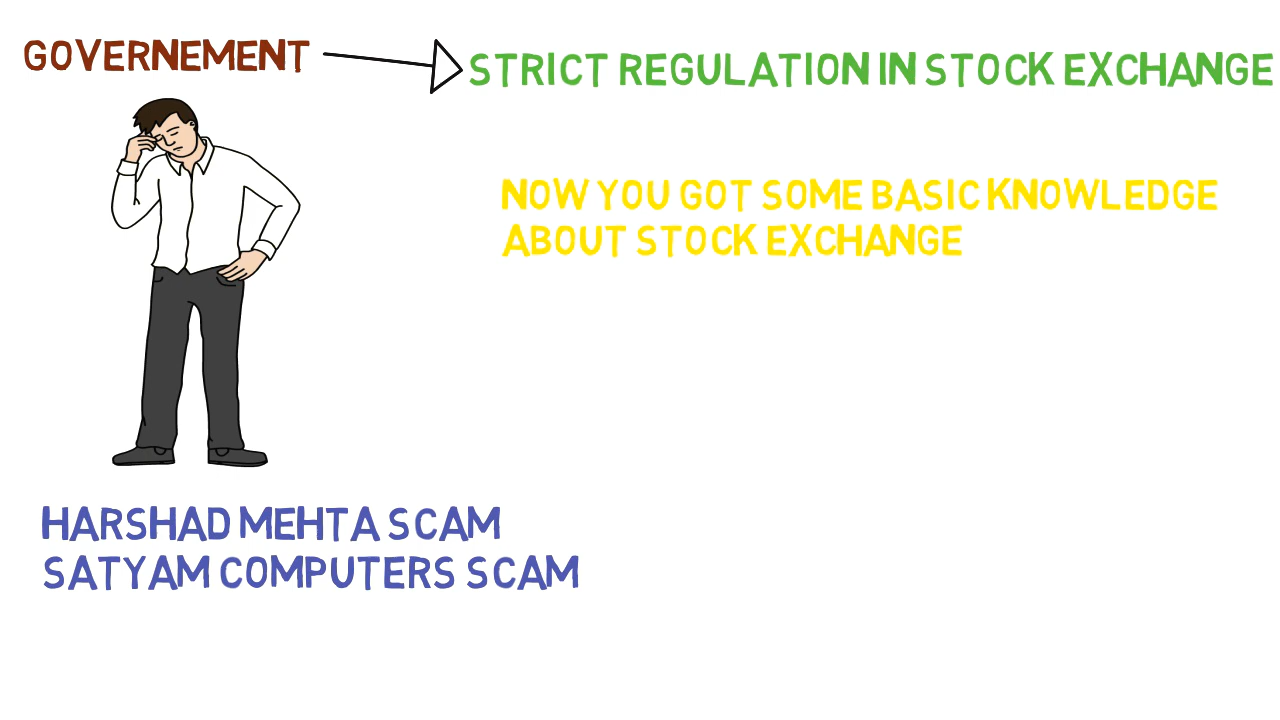 GOVERNEMENT
STRICT REGULATION IN STOCK EXCHANGE
NOW YOU GOT SOME BASIC KNOWLEDGE
ABOUT STOCK EXCHANGE
HARSHAD MEHTA SCAM
SATYAM COMPUTERS SCAM